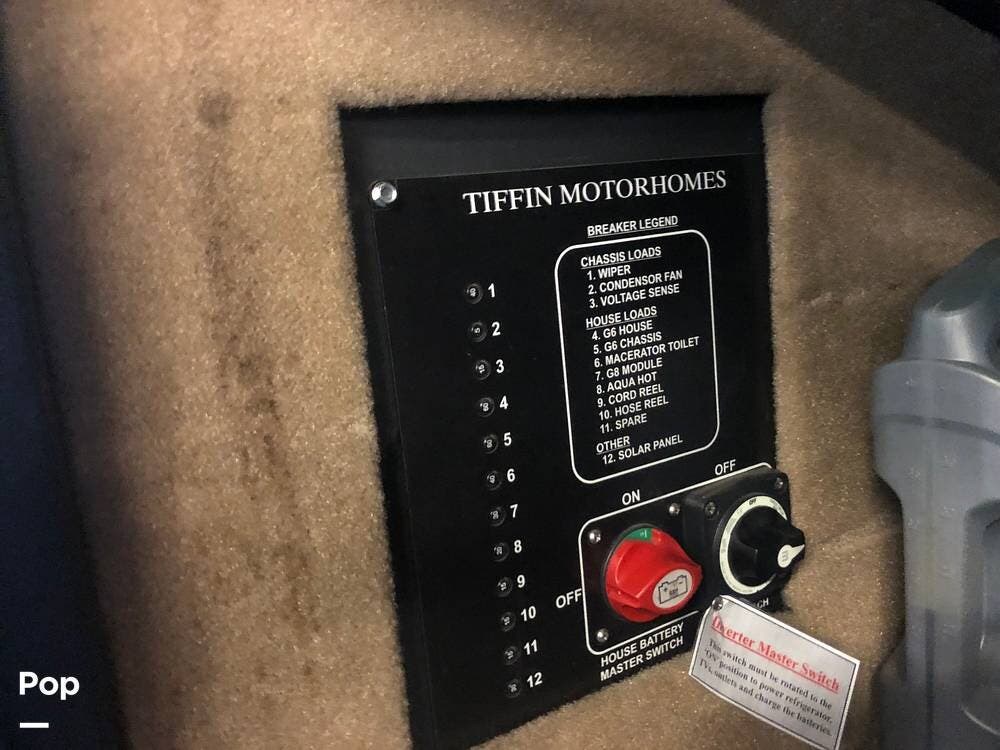 TIFFIN MOTORHOMES
BREAKER LEGEND
CHASSIS LOADS
1. WIPER
2. CONDENSOR FAN
3. VOLTAGE SENSE
HOUSE LOADS
4. G6 HOUSE
5. G6 CHASSIS
6. MACERATOR TOILET
7. G8 MODULE
8. AQUA HOT
9. CORD REEL
10. HOSE REEL
11. SPARE
OTHER
12. SOLAR PANEL
1
2
3
4
5
6
7
8
9
10
11
12
ON
OFF
OFF
OFF
HOUSE BATTERY
MASTER SWITCH
Inverter Master Switch
This switch must be rotated to the
"ON" position to power refrigerator,
TVs, outlets and charge the batteries.
Pop